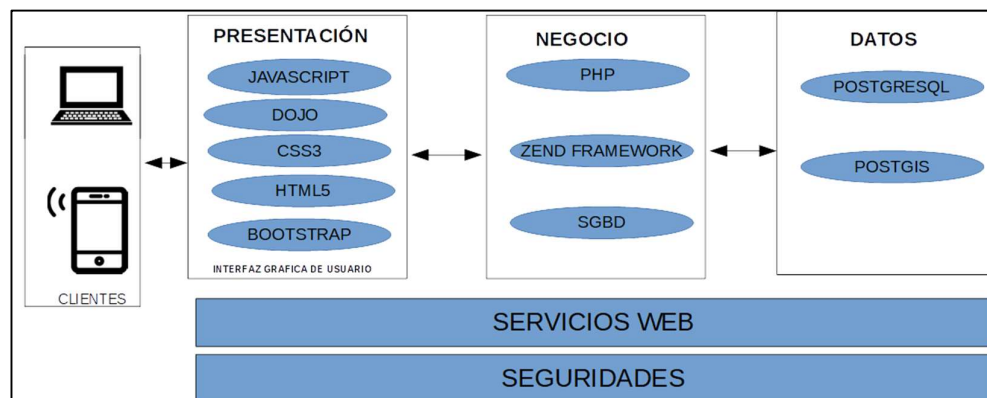 CLIENTES
PRESENTACIÓN
JAVASCRIPT
DOJO
CSS3
HTML5
BOOTSTRAP
INTERFAZ GRAFICA DE USUARIO
NEGOCIO
PHP
ZEND FRAMEWORK
SGBD
DATOS
POSTGRESQL
POSTGIS
SERVICIOS WEB
SEGURIDADES